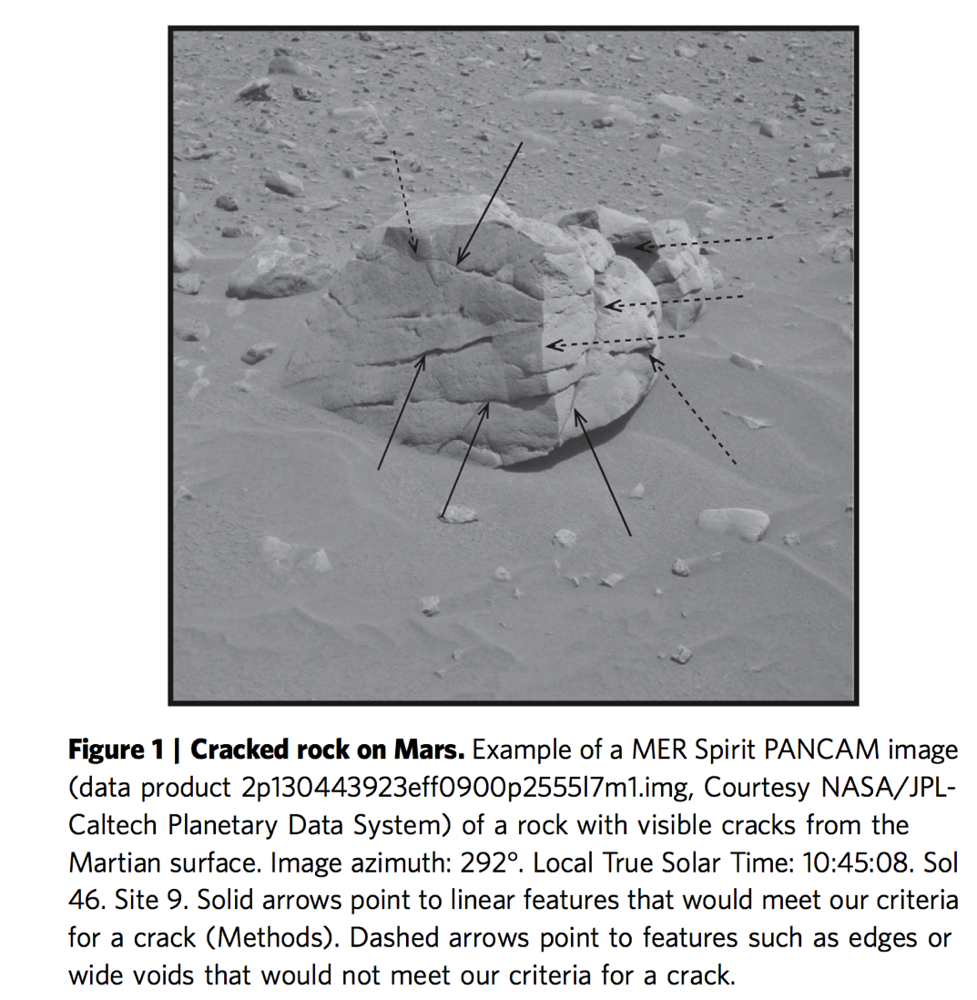 Figure 1 | Cracked rock on Mars. Example of a MER Spirit PANCAM image
(data product 2p130443923eff0900p2555l7m1.img, Courtesy NASA/JPL-
Caltech Planetary Data System) of a rock with visible cracks from the
Martian surface. Image azimuth: 292°. Local True Solar Time: 10:45:08. Sol
46. Site 9. Solid arrows point to linear features that would meet our criteria
for a crack (Methods). Dashed arrows point to features such as edges or
wide voids that would not meet our criteria for a crack.